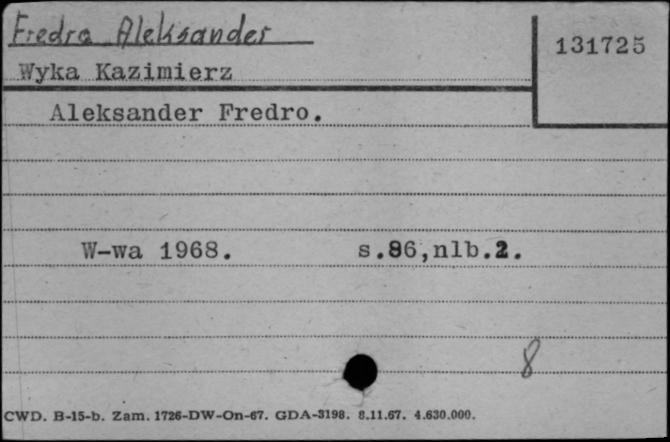 Fredro Aleksander
131725
Wyka Kazimierz
Aleksander Fredro.
W-wa 1968.
s.86,nlb.2.
8
CWD. B-15-b. Zam. 1726-DW-On-67. GDA-3198. 8.11.67. 4.630.000.